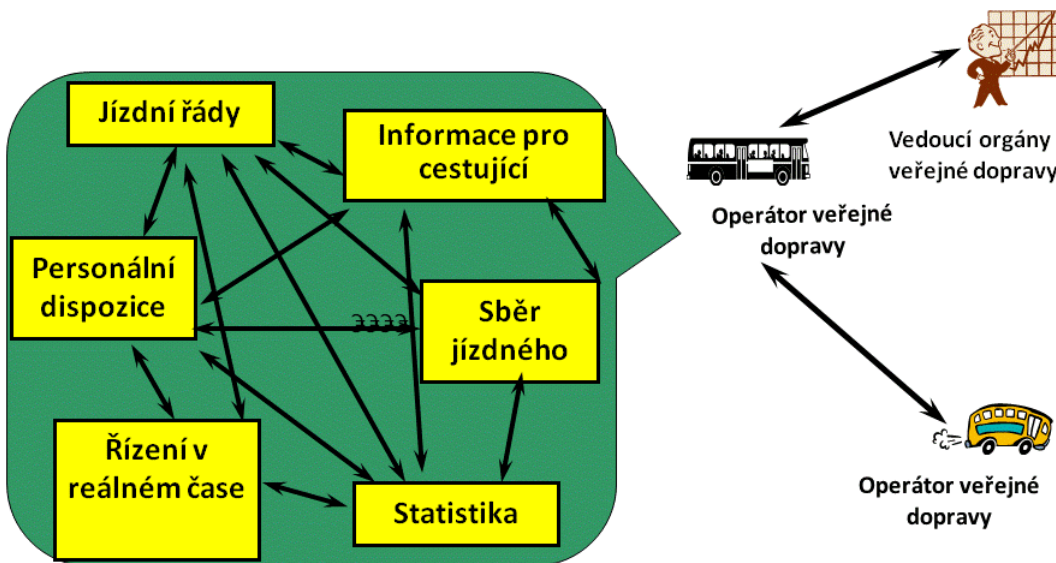 Jízdní řády
Informace pro
cestující
Vedoucí orgány
veřejné dopravy
Operátor veřejné
dopravy
Personální
dispozice
Sběr
jízdného
Řízení v
reálném čase
Statistika
Operátor veřejné
dopravy